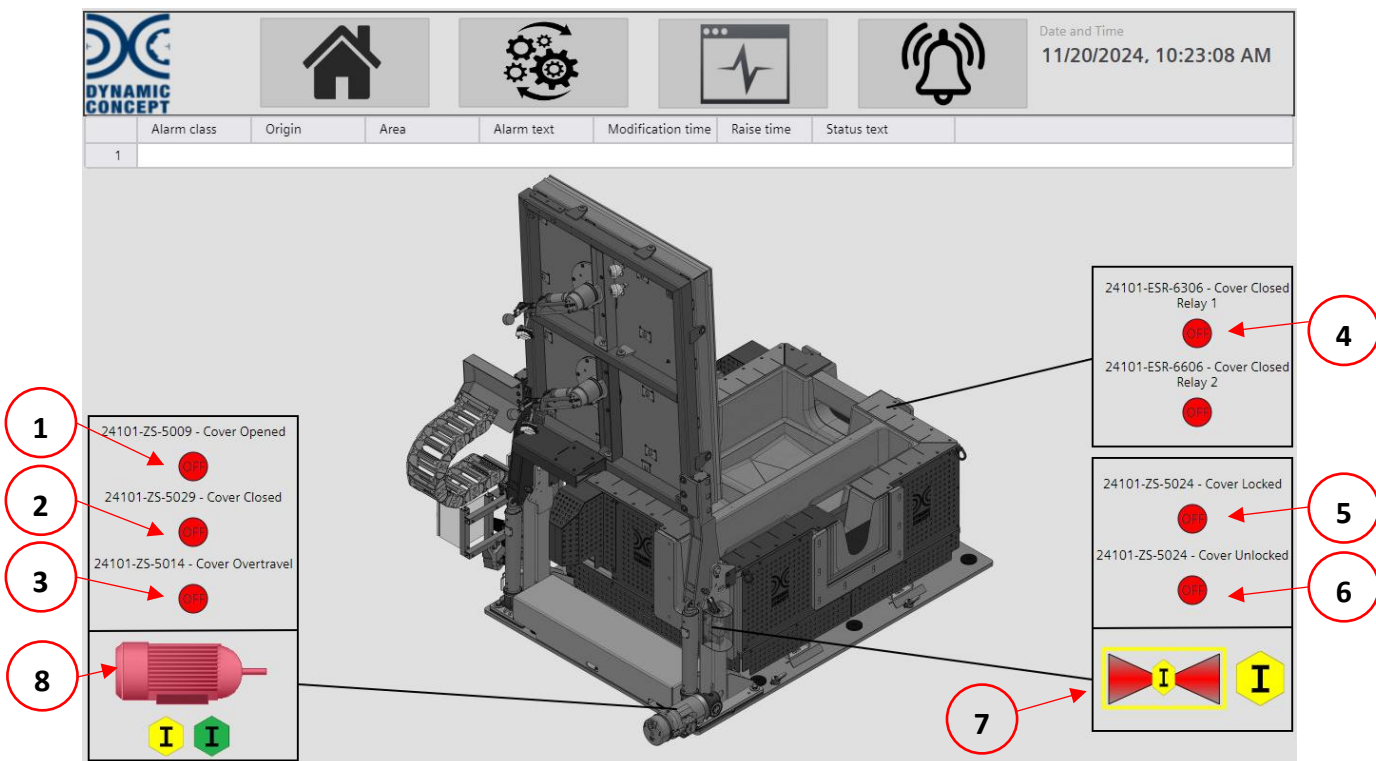 DYNAMIC
CONCEPT
Date and Time
11/20/2024, 10:23:08 AM
Alarm class Origin Area Alarm text Modification time Raise time Status text
1
24101-ESR-6306 - Cover Closed
Relay 1
OFF
4
24101-ESR-6606 - Cover Closed
Relay 2
OFF
1
24101-ZS-5009 - Cover Opened
OFF
2
24101-ZS-5029 - Cover Closed
OFF
3
24101-ZS-5014 - Cover Overtravel
OFF
24101-ZS-5024 - Cover Locked
OFF
5
24101-ZS-5024 - Cover Unlocked
OFF
6
8
I I
7
I I